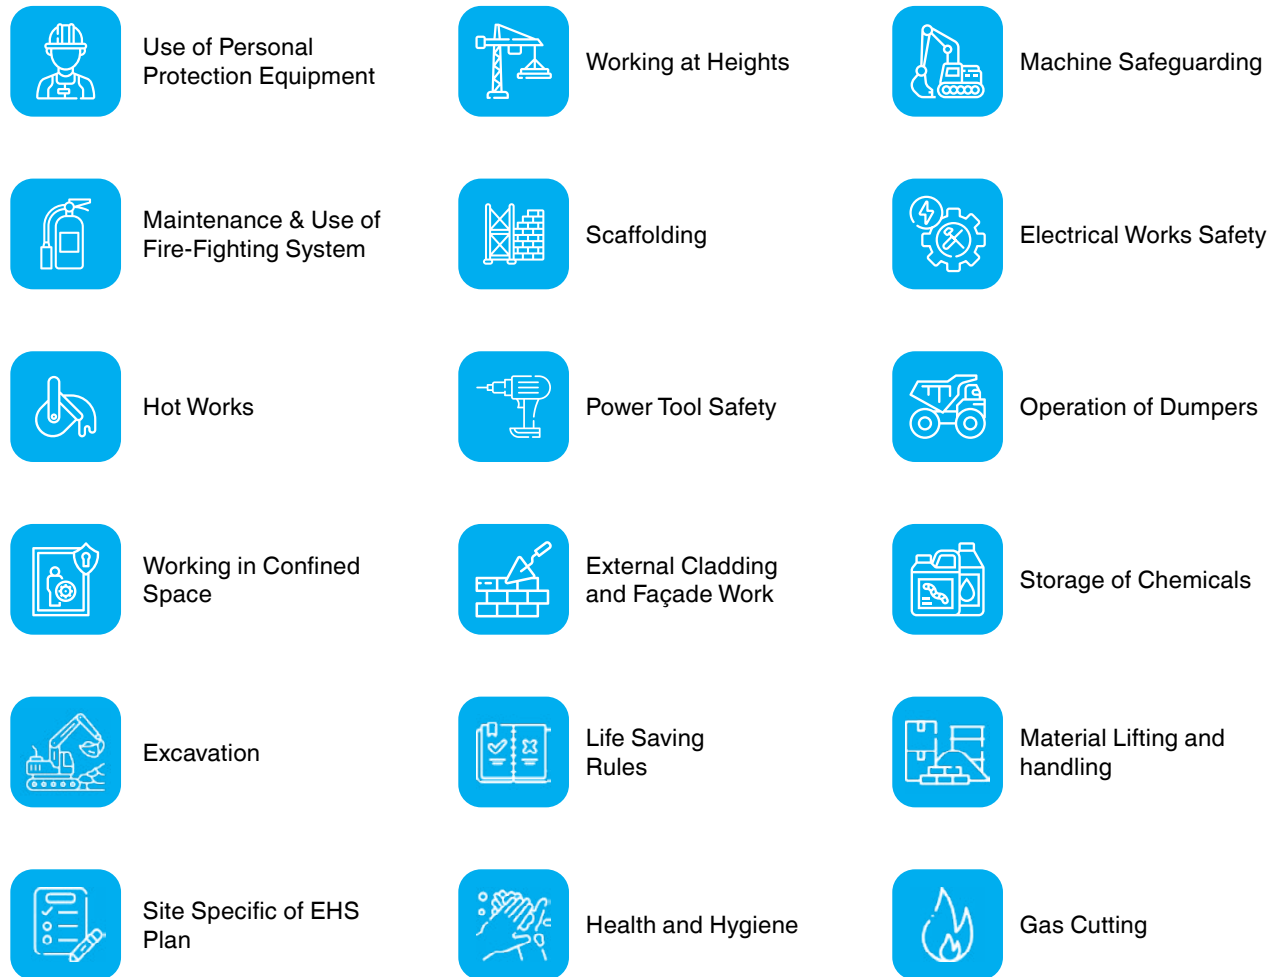 Use of Personal
Protection Equipment
Working at Heights
Machine Safeguarding
Maintenance & Use of
Fire-Fighting System
Scaffolding
Electrical Works Safety
Hot Works
Power Tool Safety
Operation of Dumpers
Working in Confined
Space
External Cladding
and Façade Work
Storage of Chemicals
Excavation
Life Saving
Rules
Material Lifting and
handling
Site Specific of EHS
Plan
Health and Hygiene
Gas Cutting